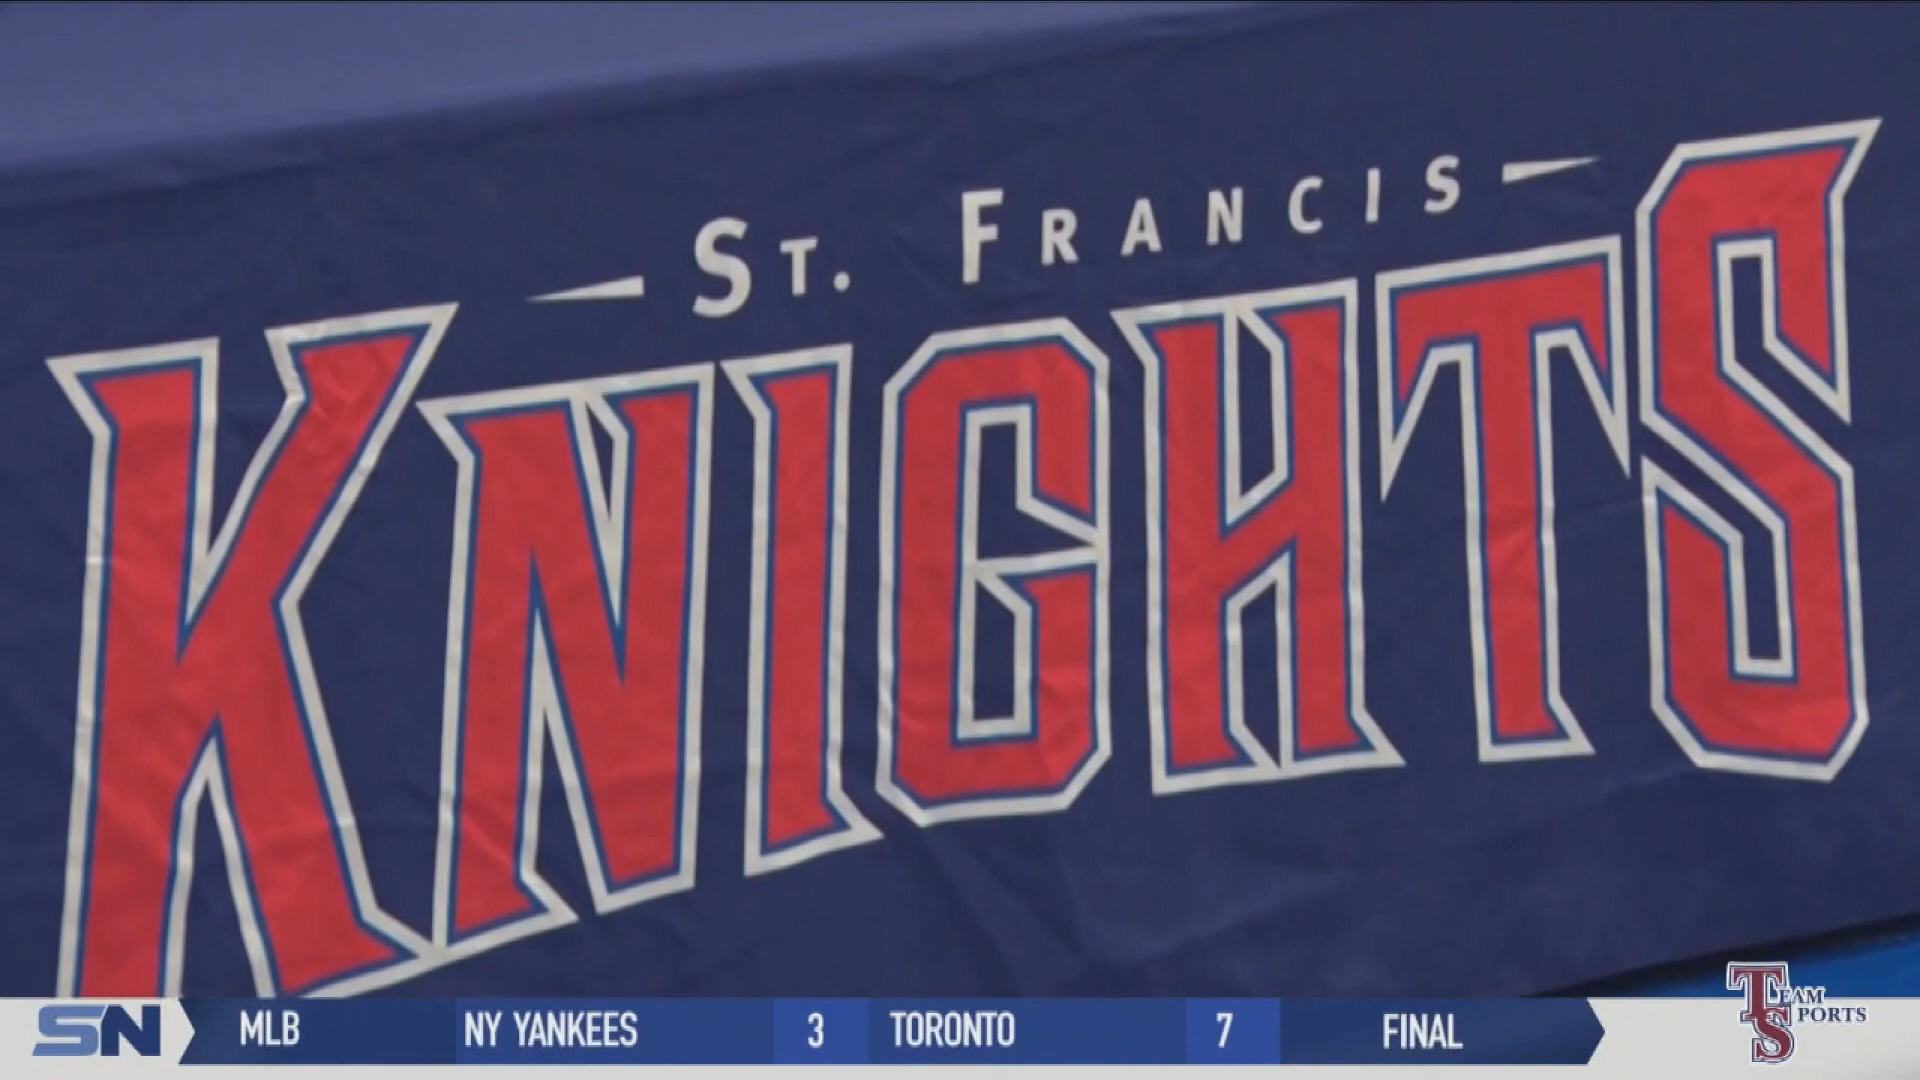 ST. FRANCIS
KNIGHTS
SN MLB NY YANKEES 3 TORONTO 7 FINAL
TEAM
SPORTS